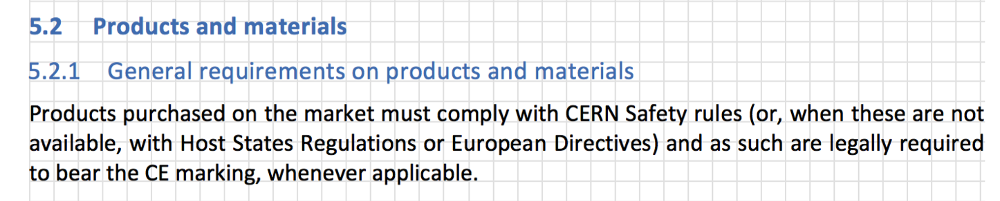 5.2 Products and materials
5.2.1 General requirements on products and materials
Products purchased on the market must comply with CERN Safety rules (or, when these are not
available, with Host States Regulations or European Directives) and as such are legally required
to bear the CE marking, whenever applicable.